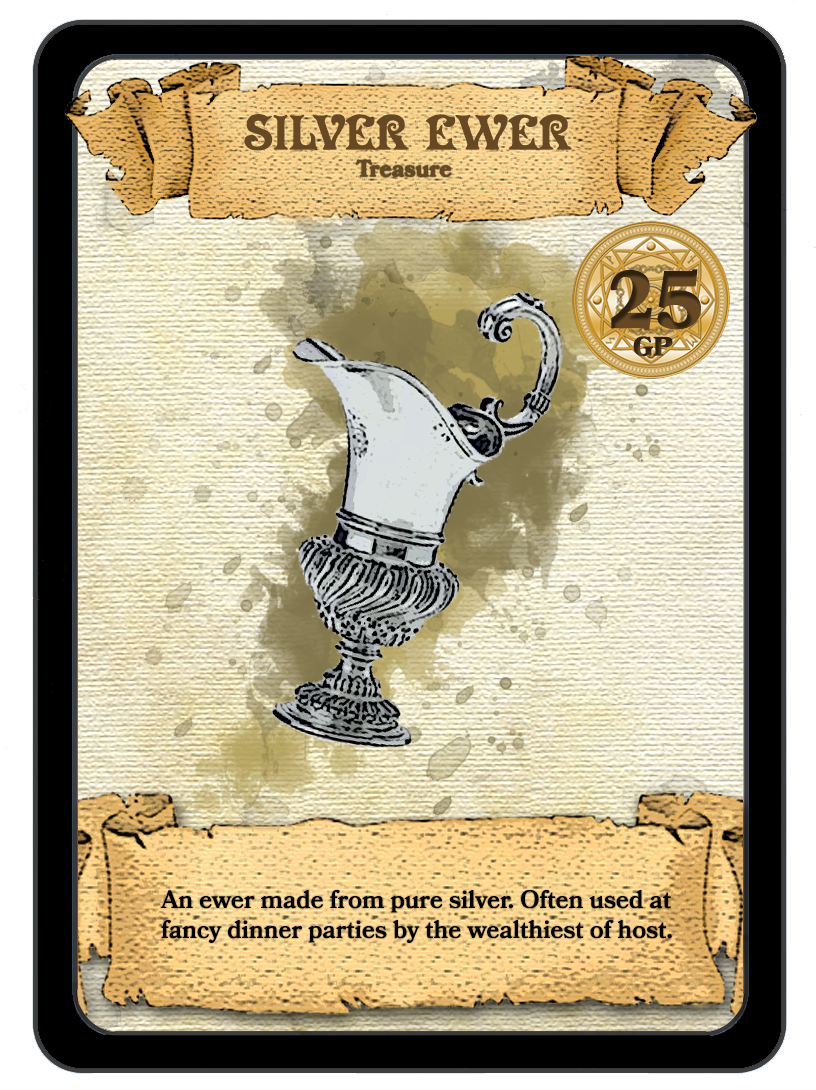 SILVER EWER
Treasure
25
GP
An ewer made from pure silver. Often used at
fancy dinner parties by the wealthiest of host.